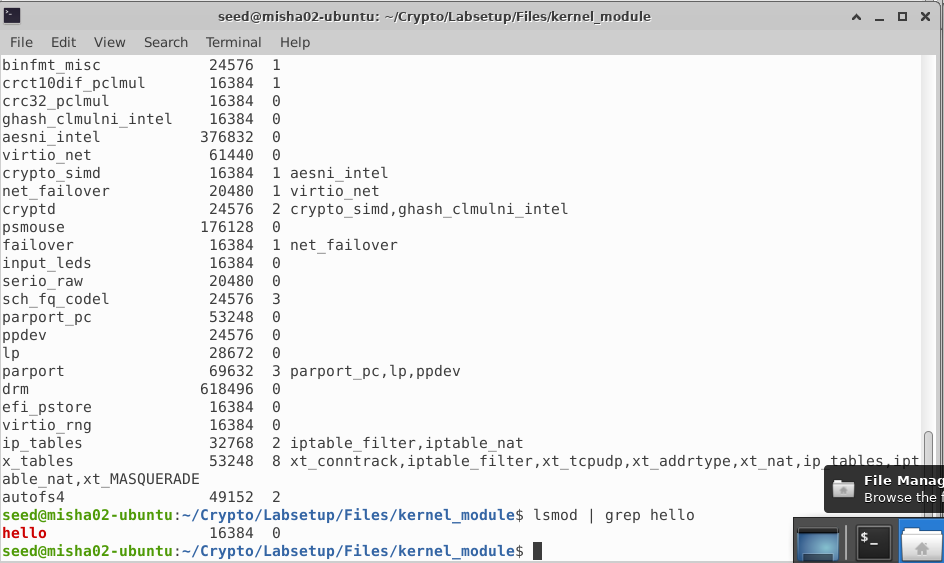 seed@misha02-ubuntu: ~/Crypto/Labsetup/Files/kernel_module
File Edit View Search Terminal Help
binfmt_misc 24576 1
crct10dif_pclmul 16384 1
crc32_pclmul 16384 0
ghash_clmulni_intel 16384 0
aesni_intel 376832 0
virtio_net 61440 0
crypto_simd 16384 1 aesni_intel
net_failover 20480 1 virtio_net
cryptd 24576 2 crypto_simd,ghash_clmulni_intel
psmouse 176128 0
failover 16384 1 net_failover
input_leds 16384 0
serio_raw 20480 0
sch_fq_codel 24576 3
parport_pc 53248 0
ppdev 24576 0
lp 28672 0
parport 69632 3 parport_pc,lp,ppdev
drm 618496 0
efi_pstore 16384 0
virtio_rng 16384 0
ip_tables 32768 2 iptable_filter,iptable_nat
x_tables 53248 8 xt_conntrack,iptable_filter,xt_tcpudp,xt_addrtype,xt_nat,ip_tables,ipt
able_nat,xt_MASQUERADE
autofs4 49152 2
seed@misha02-ubuntu:~/Crypto/Labsetup/Files/kernel_module$ lsmod | grep hello
hello 16384 0
seed@misha02-ubuntu:~/Crypto/Labsetup/Files/kernel_module$
File Manag
Browse the f
$_